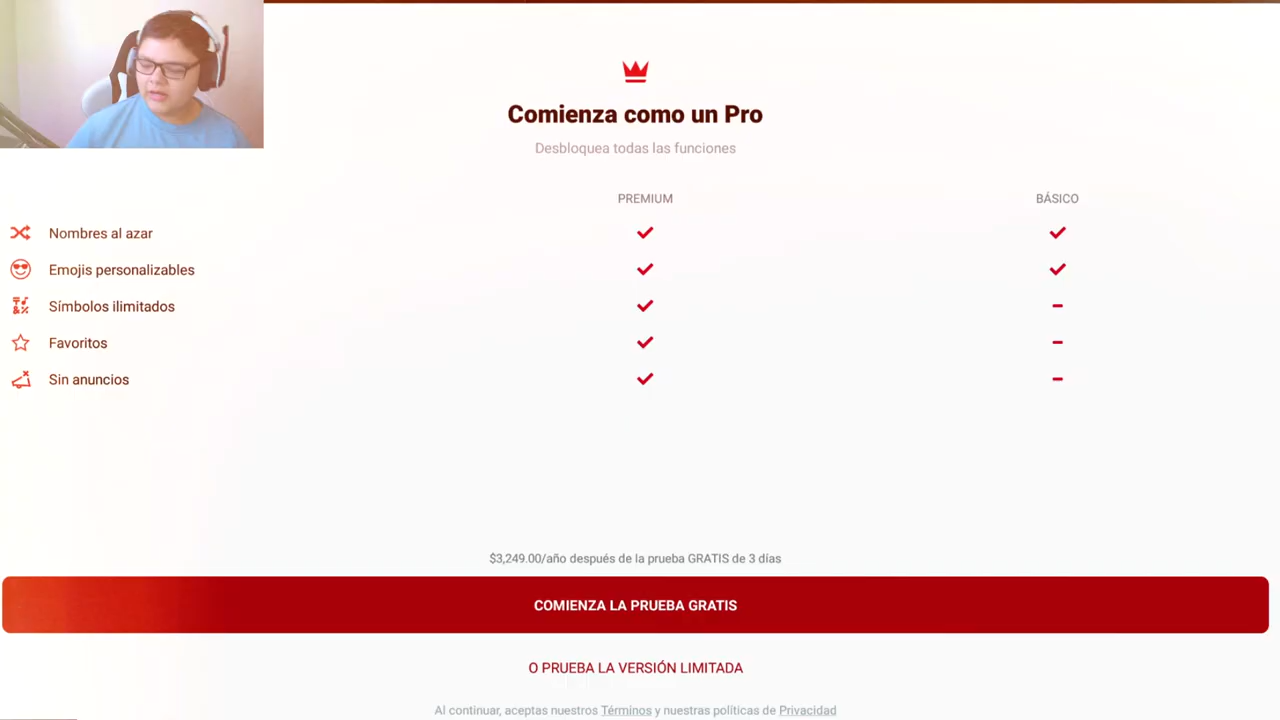 Comienza como un Pro
Desbloquea todas las funciones
PREMIUM
BÁSICO
Nombres al azar
Emojis personalizables
Símbolos ilimitados
Favoritos
Sin anuncios
$3,249.00/año después de la prueba GRATIS de 3 días
COMIENZA LA PRUEBA GRATIS
O PRUEBA LA VERSIÓN LIMITADA
Al continuar, aceptas nuestros Términos y nuestras políticas de Privacidad